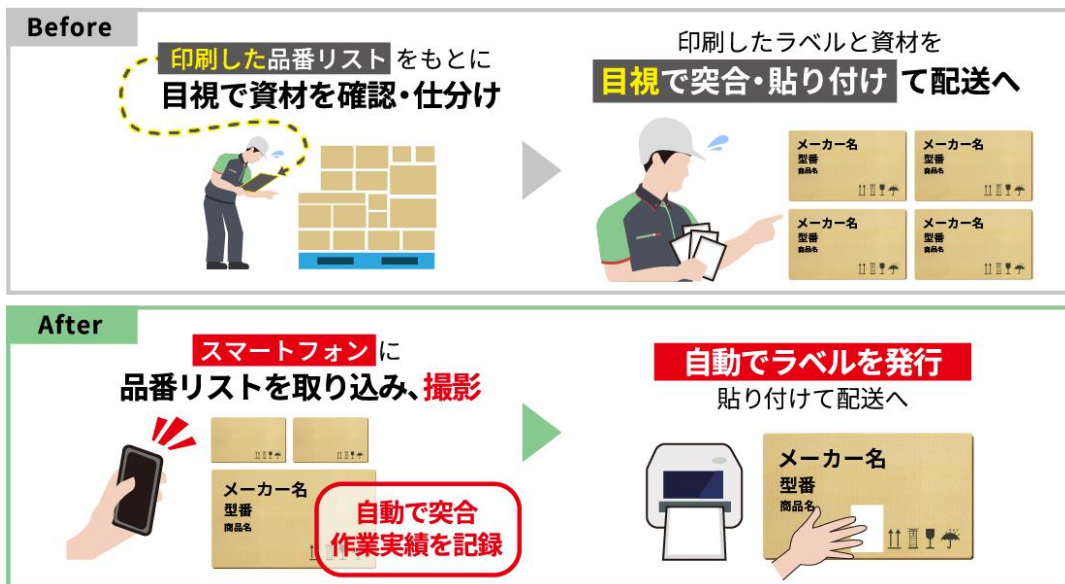 Before
印刷した品番リストをもとに
目視で資材を確認・仕分け
印刷したラベルと資材を
目視で突合・貼り付けて配送へ
メーカー名
型番
商品名
メーカー名
型番
商品名
メーカー名
型番
商品名
メーカー名
型番
商品名
After
スマートフォンに
品番リストを取り込み、撮影
メーカー名
型番
商品名
自動で突合
作業実績を記録
自動でラベルを発行
貼り付けて配送へ
メーカー名
型番
商品名